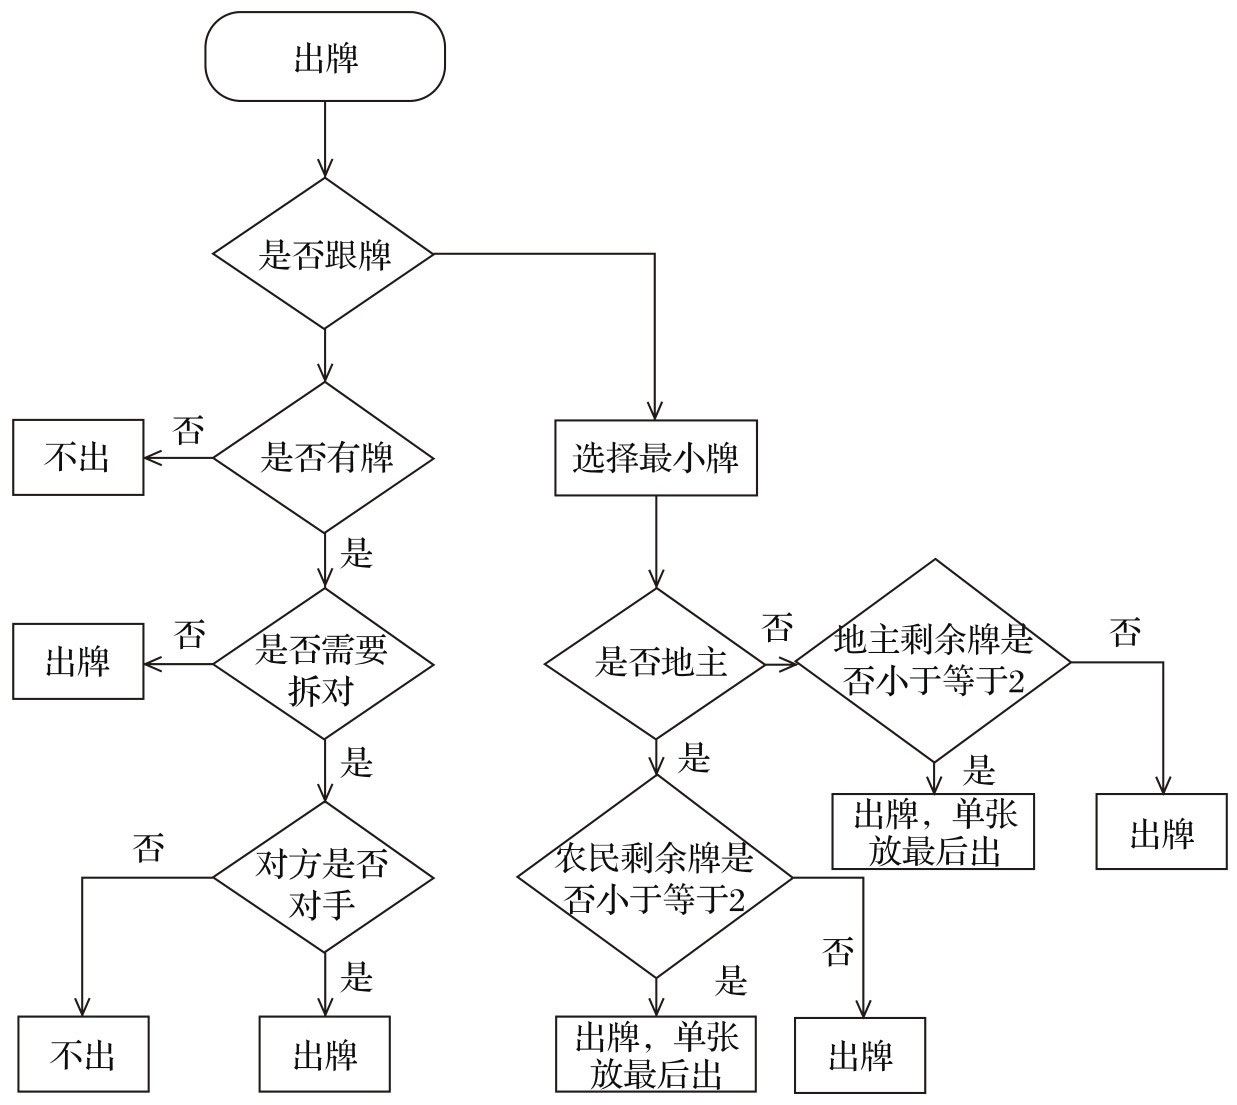 出牌
是否跟牌
否
不出
是否有牌
选择最小牌
是
否
出牌
是否需要
拆对
是否地主
否
地主剩余牌是
否小于等于2
否
是
是
是
出牌，单张
放最后出
出牌
否
对方是否
对手
农民剩余牌是
否小于等于2
否
是
是
不出
出牌
出牌，单张
放最后出
出牌